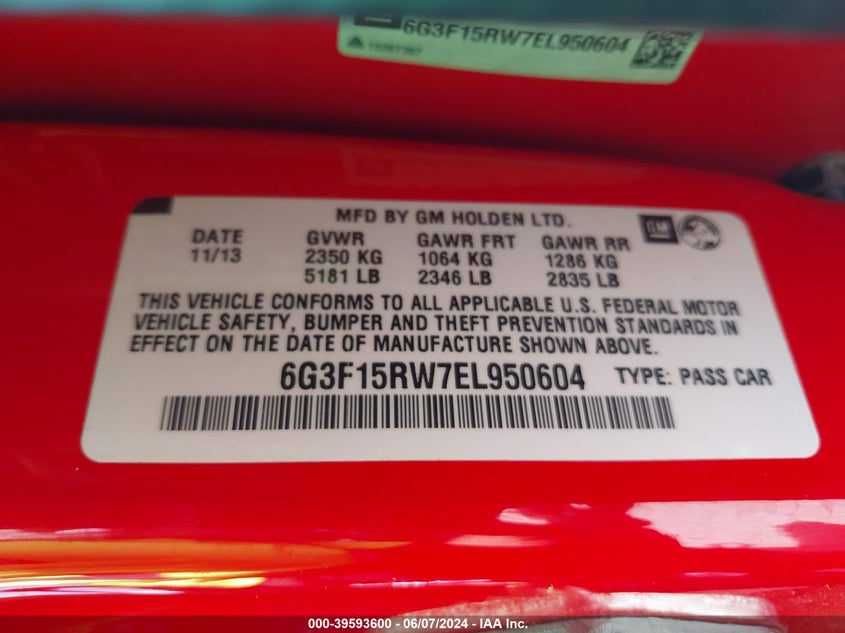 GM
6G3F15RW7EL950604
MFD BY GM HOLDEN LTD.
GM
DATE GVWR GAWR FRT GAWR RR
11/13 2350 KG 1064 KG 1286 KG
5181 LB 2346 LB 2835 LB
THIS VEHICLE CONFORMS TO ALL APPLICABLE U.S. FEDERAL MOTOR
VEHICLE SAFETY, BUMPER AND THEFT PREVENTION STANDARDS IN
EFFECT ON THE DATE OF MANUFACTURE SHOWN ABOVE.
6G3F15RW7EL950604 TYPE: PASS CAR
000-39593600 - 06/07/2024 - IAA Inc.